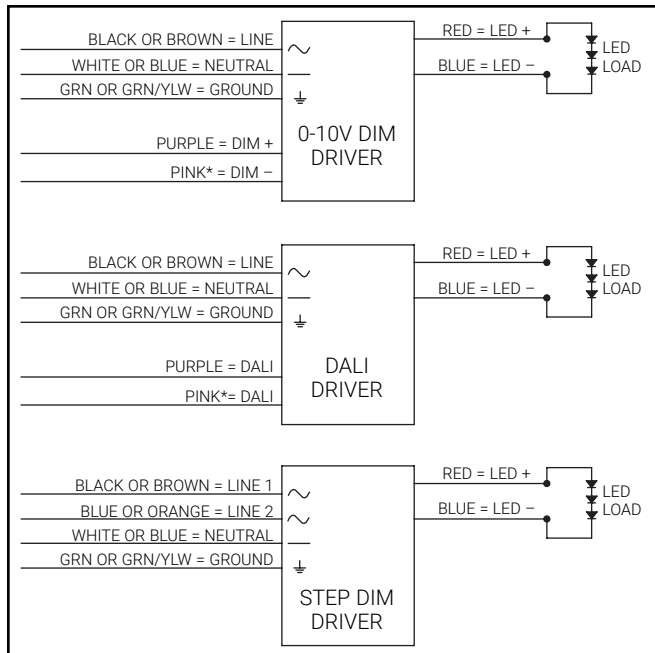 BLACK OR BROWN = LINE
WHITE OR BLUE = NEUTRAL
GRN OR GRN/YLW = GROUND
PURPLE = DIM +
PINK* = DIM –
0-10V DIM
DRIVER
RED = LED +
BLUE = LED –
LED
LOAD
BLACK OR BROWN = LINE
WHITE OR BLUE = NEUTRAL
GRN OR GRN/YLW = GROUND
PURPLE = DALI
PINK*= DALI
DALI
DRIVER
RED = LED +
BLUE = LED –
LED
LOAD
BLACK OR BROWN = LINE 1
BLUE OR ORANGE = LINE 2
WHITE OR BLUE = NEUTRAL
GRN OR GRN/YLW = GROUND
STEP DIM
DRIVER
RED = LED +
BLUE = LED –
LED
LOAD